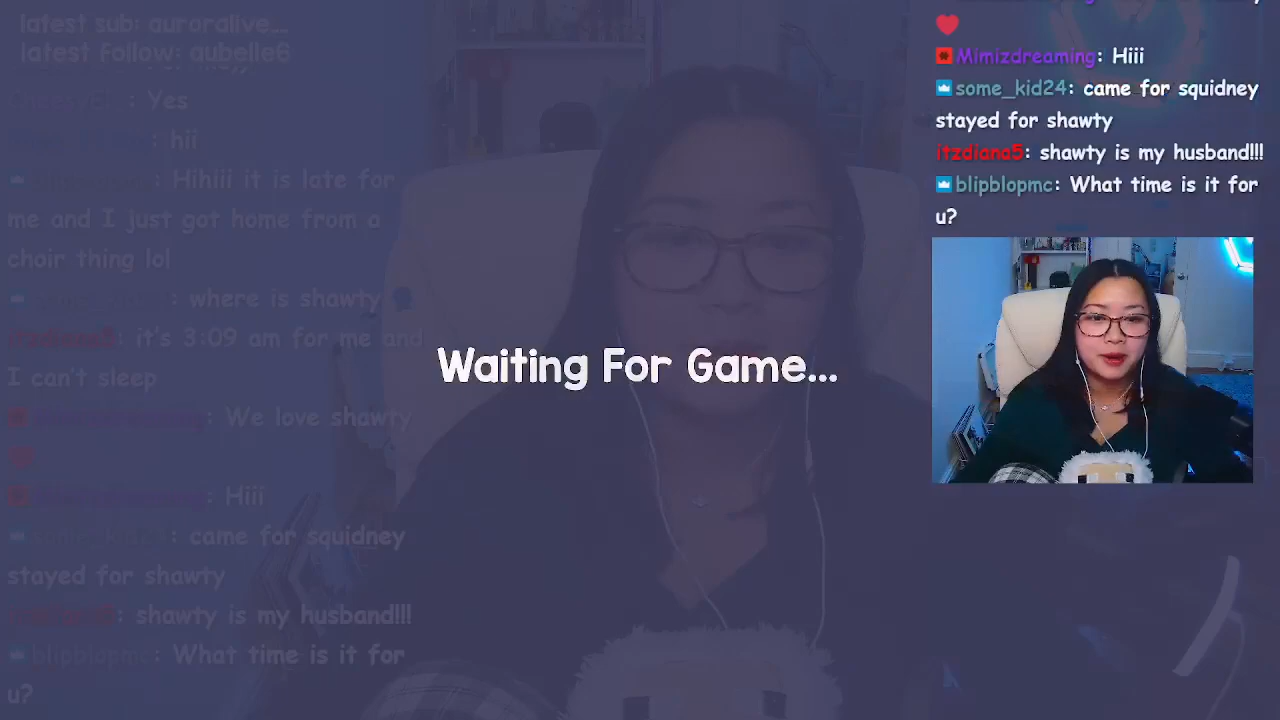 latest sub: auroralive...
latest follow: aubelle6
Yes
: hii
: Hihiii it is late for
me and I just got home from a
choir thing lol
: where is shawty
itzdiana5: it's 3:09 am for me and
I can't sleep
: We love shawty
: Hiii
: came for squidney
stayed for shawty
: shawty is my husband!!!
blipblopmc: What time is it for
u?
Waiting For Game...
Mimizdreaming: Hiii
some_kid24: came for squidney
stayed for shawty
itzdiana5: shawty is my husband!!!
blipblopmc: What time is it for
u?